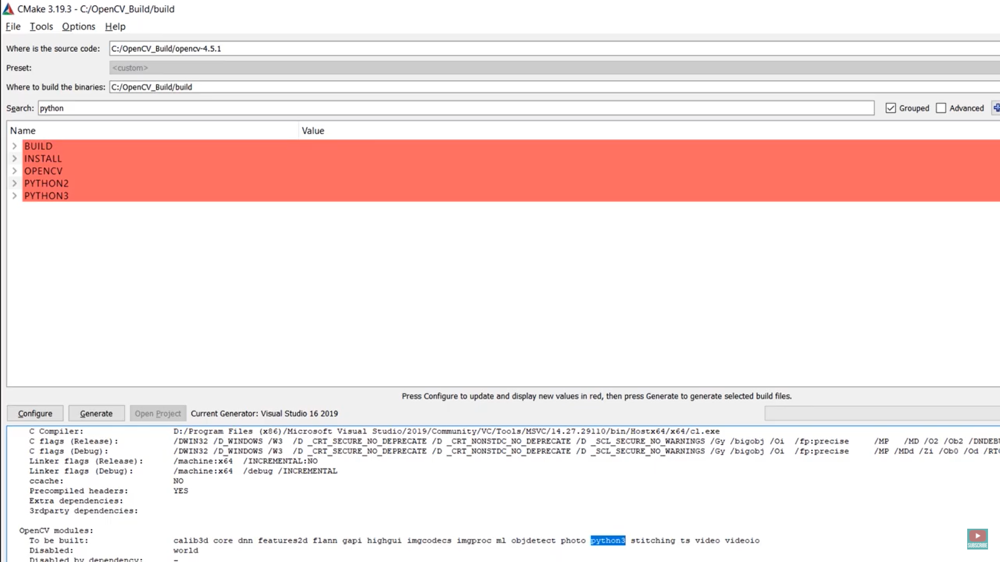 CMake 3.19.3 - C:/OpenCV_Build/build
File Tools Options Help
Where is the source code: C:/OpenCV_Build/opencv-4.5.1
Preset: <custom>
Where to build the binaries: C:/OpenCV_Build/build
Search: python Grouped Advanced
Name Value
BUILD
INSTALL
OPENCV
PYTHON2
PYTHON3
Press Configure to update and display new values in red, then press Generate to generate selected build files.
Configure Generate Open Project Current Generator: Visual Studio 16 2019
C Compiler: D:/Program Files (x86)/Microsoft Visual Studio/2019/Community/VC/Tools/MSVC/14.27.29110/bin/Hostx64/x64/cl.exe
C flags (Release): /DWIN32 /D_WINDOWS /W3 /D _CRT_SECURE_NO_DEPRECATE /D _CRT_NONSTDC_NO_DEPRECATE /D _SCL_SECURE_NO_WARNINGS /Gy /bigobj /Oi /fp:precise /MP /MD /O2 /Ob2 /DNDEBU
C flags (Debug): /DWIN32 /D_WINDOWS /W3 /D _CRT_SECURE_NO_DEPRECATE /D _CRT_NONSTDC_NO_DEPRECATE /D _SCL_SECURE_NO_WARNINGS /Gy /bigobj /Oi /fp:precise /MP /MDd /Zi /Ob0 /Od /RTC
Linker flags (Release): /machine:x64 /INCREMENTAL:NO
Linker flags (Debug): /machine:x64 /debug /INCREMENTAL
ccache: NO
Precompiled headers: YES
Extra dependencies:
3rdparty dependencies:
OpenCV modules:
To be built: calib3d core dnn features2d flann gapi highgui imgcodecs imgproc ml objdetect photo python3 stitching ts video videoio
Disabled: world
Disabled by dependency: -
SUBSCRIBE